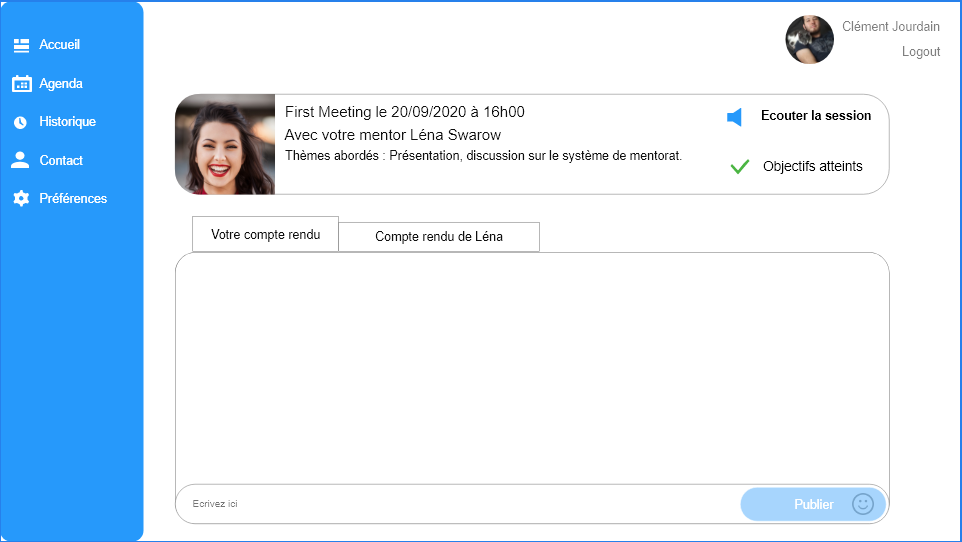 Accueil
Agenda
Historique
Contact
Préférences
Clément Jourdain
Logout
First Meeting le 20/09/2020 à 16h00
Avec votre mentor Léna Swarow
Thèmes abordés : Présentation, discussion sur le système de mentorat.
Ecouter la session
Objectifs atteints
Votre compte rendu
Compte rendu de Léna
Ecrivez ici
Publier